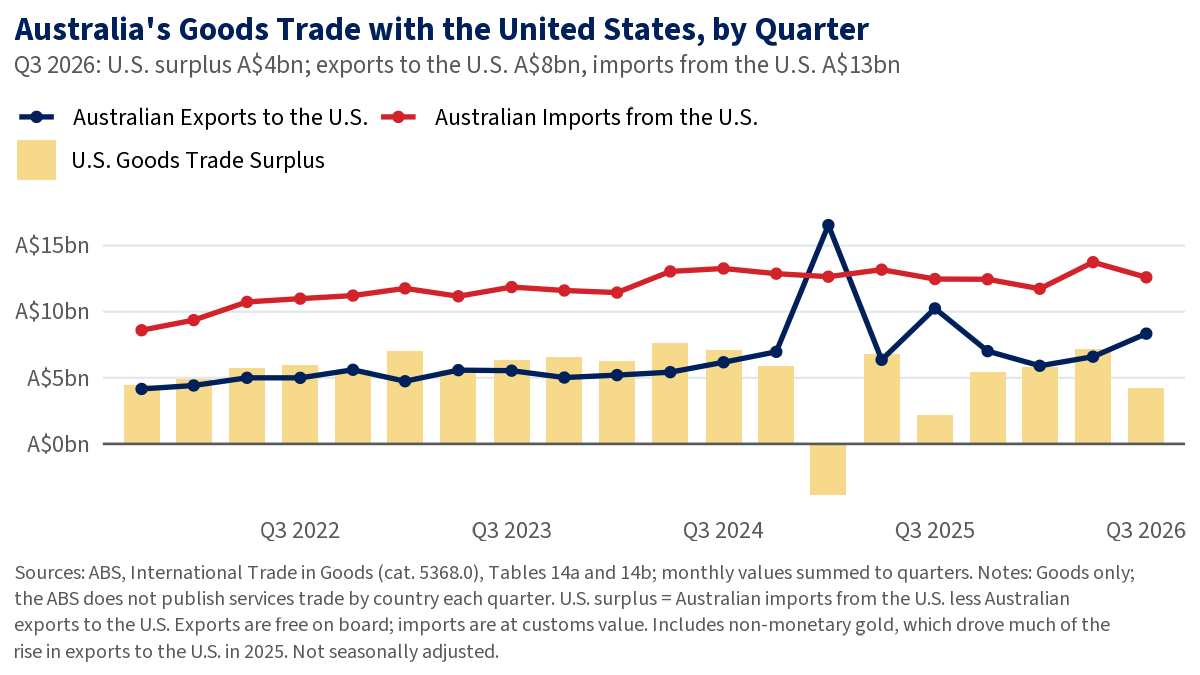 Australia's Goods Trade with the United States, by Quarter
Q3 2026: U.S. surplus A$4bn; exports to the U.S. A$8bn, imports from the U.S. A$13bn
Australian Exports to the U.S. Australian Imports from the U.S.
U.S. Goods Trade Surplus
A$15bn
A$10bn
A$5bn
A$0bn
Q3 2022 Q3 2023 Q3 2024 Q3 2025 Q3 2026
Sources: ABS, International Trade in Goods (cat. 5368.0), Tables 14a and 14b; monthly values summed to quarters. Notes: Goods only;
the ABS does not publish services trade by country each quarter. U.S. surplus = Australian imports from the U.S. less Australian
exports to the U.S. Exports are free on board; imports are at customs value. Includes non-monetary gold, which drove much of the
rise in exports to the U.S. in 2025. Not seasonally adjusted.